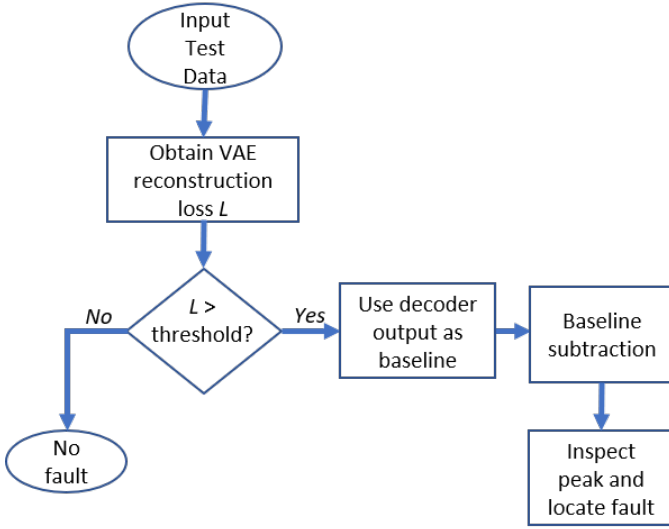 Input
Test
Data
Obtain VAE
reconstruction
loss L
L >
threshold?
No
Yes
No
fault
Use decoder
output as
baseline
Baseline
subtraction
Inspect
peak and
locate fault